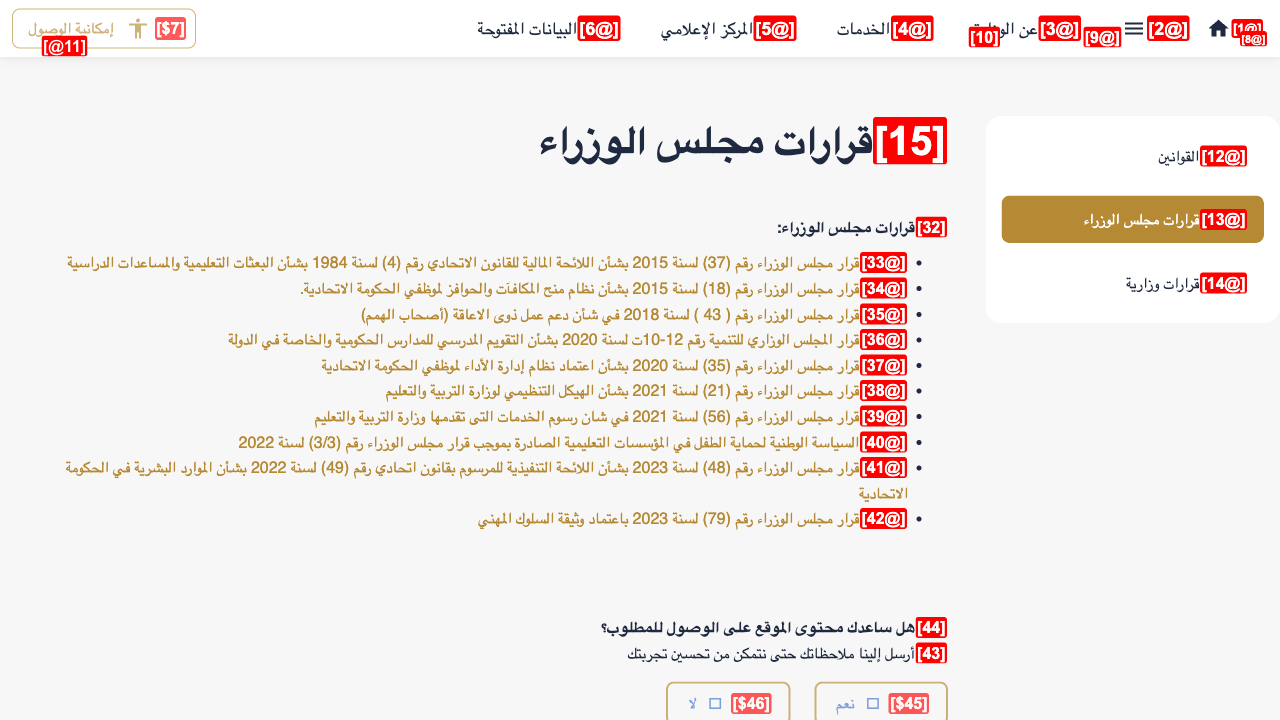 [@1]
[@8]
[@2]
[@9]
[@3] عن
[10]
[@4] الخدمات
[@5] المركز الإعلامي
[@6] البيانات المفتوحة
[$7] إمكانية الوصول
[@11]
[@12] القوانين
[@13] قرارات مجلس الوزراء
[@14] قرارات وزارية
[15] قرارات مجلس الوزراء
[32] قرارات مجلس الوزراء:
[@33] قرار مجلس الوزراء رقم (37) لسنة 2015 بشأن اللائحة المالية للقانون الاتحادي رقم (4) لسنة 1984 بشأن البعثات التعليمية والمساعدات الدراسية
[@34] قرار مجلس الوزراء رقم (18) لسنة 2015 بشأن نظام منح المكافات والحوافز لموظفي الحكومة الاتحادية.
[@35] قرار مجلس الوزراء رقم ( 43 ) لسنة 2018 في شأن دعم عمل ذوى الاعاقة (أصحاب الهمم)
[@36] قرار المجلس الوزاري للتنمية رقم 12-10ت لسنة 2020 بشأن التقويم المدرسي للمدارس الحكومية والخاصة في الدولة
[@37] قرار مجلس الوزراء رقم (35) لسنة 2020 بشأن اعتماد نظام إدارة الأداء لموظفي الحكومة الاتحادية
[@38] قرار مجلس الوزراء رقم (21) لسنة 2021 بشأن الهيكل التنظيمي لوزارة التربية والتعليم
[@39] قرار مجلس الوزراء رقم (56) لسنة 2021 في شان رسوم الخدمات التى تقدمها وزارة التربية والتعليم
[@40] السياسة الوطنية لحماية الطفل في المؤسسات التعليمية الصادرة بموجب قرار مجلس الوزراء رقم (3/3) لسنة 2022
[@41] قرار مجلس الوزراء رقم (48) لسنة 2023 بشأن اللائحة التنفيذية للمرسوم بقانون اتحادي رقم (49) لسنة 2022 بشأن الموارد البشرية في الحكومة
الاتحادية
[@42] قرار مجلس الوزراء رقم (79) لسنة 2023 باعتماد وثيقة السلوك المهني
[44] هل ساعدك محتوى الموقع على الوصول للمطلوب؟
[43] أرسل إلينا ملاحظاتك حتى نتمكن من تحسين تجربتك
[$45] نعم
[$46] لا